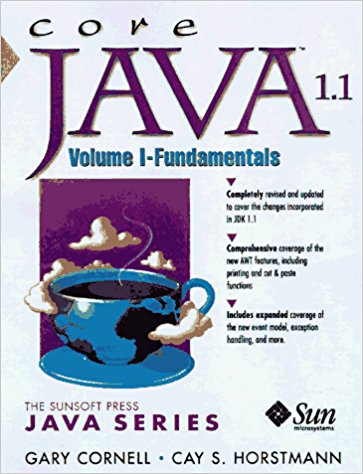 core
JAVA™ 1.1
Volume I-Fundamentals
Completely revised and updated
to cover the changes incorporated
in JDK 1.1
Comprehensive coverage of the
new AWT features, including
printing and cut & paste
functions
Includes expanded coverage of
the new event model, exception
handling, and more.
THE SUNSOFT PRESS
JAVA SERIES
Sun
microsystems
GARY CORNELL • CAY S. HORSTMANN